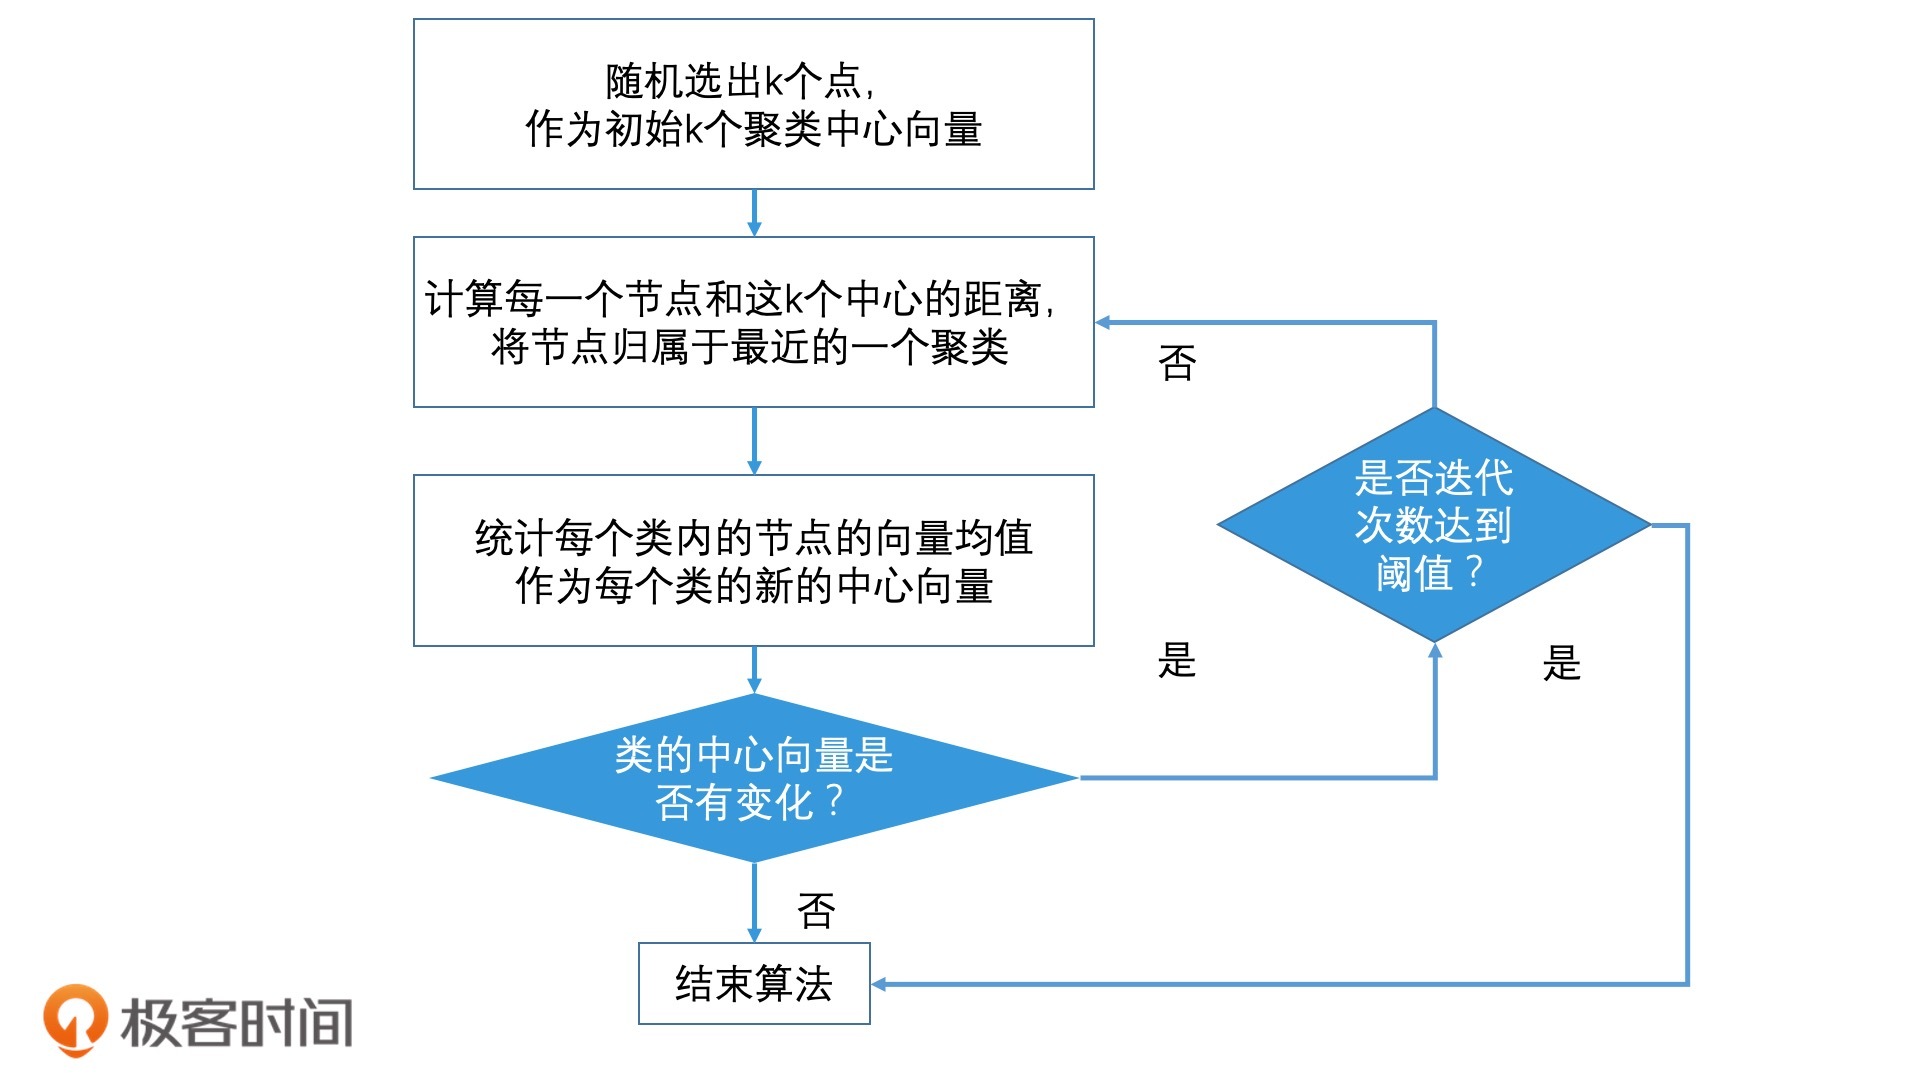 随机选出k个点，
作为初始k个聚类中心向量
计算每一个节点和这k个中心的距离，
将节点归属于最近的一个聚类
否
是否迭代
次数达到
阈值？
统计每个类内的节点的向量均值
作为每个类的新的中心向量
是
是
类的中心向量是
否有变化？
否
结束算法
极客时间